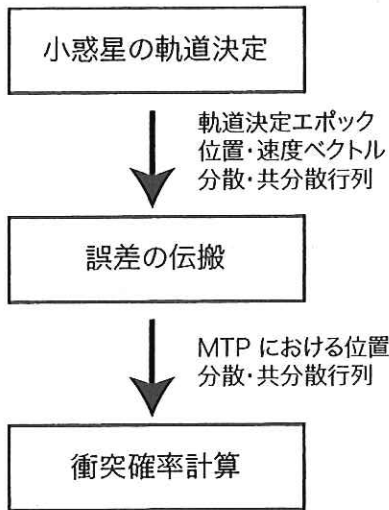 小惑星の軌道決定
軌道決定エポック
位置・速度ベクトル
分散・共分散行列
誤差の伝搬
MTP における位置
分散・共分散行列
衝突確率計算